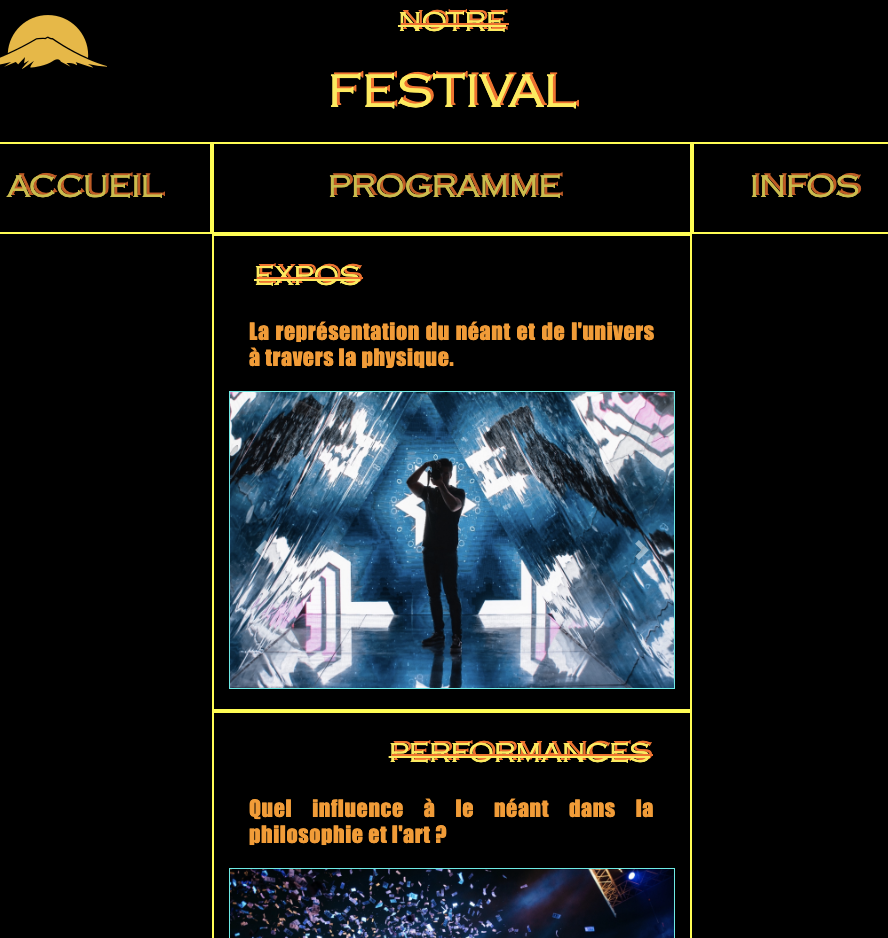 NOTRE
FESTIVAL
ACCUEIL
PROGRAMME
INFOS
EXPOS
La représentation du néant et de l'univers
à travers la physique.
PERFORMANCES
Quel influence à le néant dans la
philosophie et l'art ?